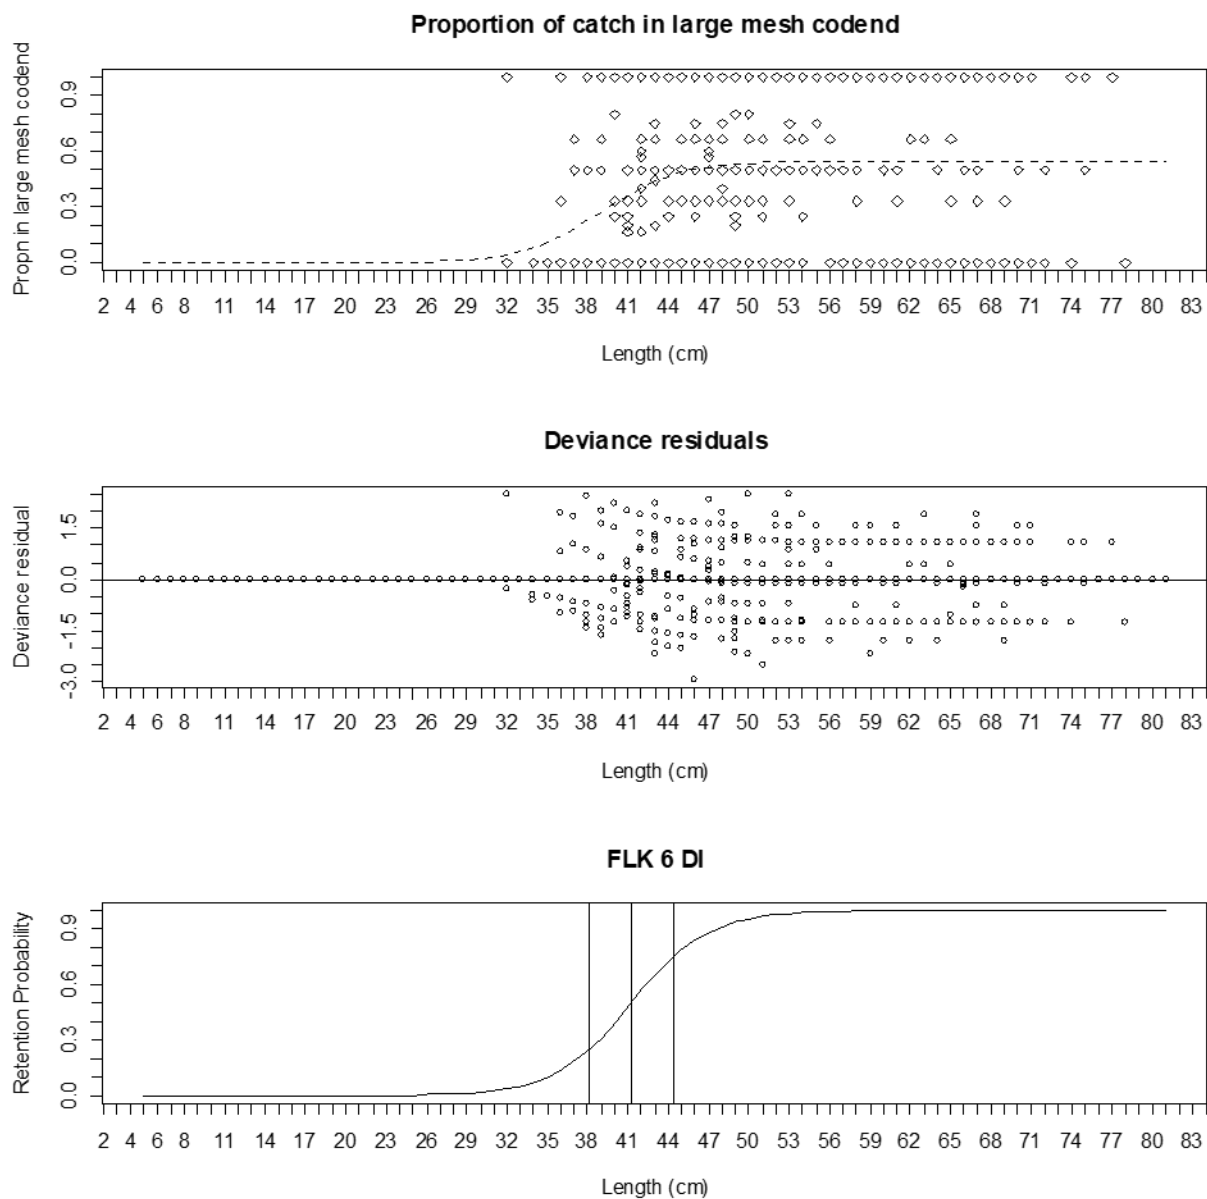 Proportion of catch in large mesh codend
Propn in large mesh codend
0.0 0.3 0.6 0.9
2 4 6 8 11 14 17 20 23 26 29 32 35 38 41 44 47 50 53 56 59 62 65 68 71 74 77 80 83
Length (cm)
Deviance residuals
Deviance residual
-3.0 -1.5 0.0 1.5
2 4 6 8 11 14 17 20 23 26 29 32 35 38 41 44 47 50 53 56 59 62 65 68 71 74 77 80 83
Length (cm)
FLK 6 DI
Retention Probability
0.0 0.3 0.6 0.9
2 4 6 8 11 14 17 20 23 26 29 32 35 38 41 44 47 50 53 56 59 62 65 68 71 74 77 80 83
Length (cm)